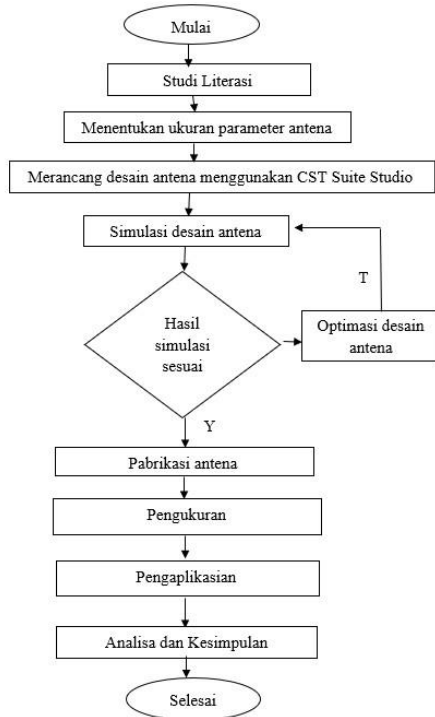 Mulai
Studi Literasi
Menentukan ukuran parameter antena
Merancang desain antena menggunakan CST Suite Studio
Simulasi desain antena
T
Hasil
simulasi
sesuai
Optimasi desain
antena
Y
Pabrikasi antena
Pengukuran
Pengaplikasian
Analisa dan Kesimpulan
Selesai